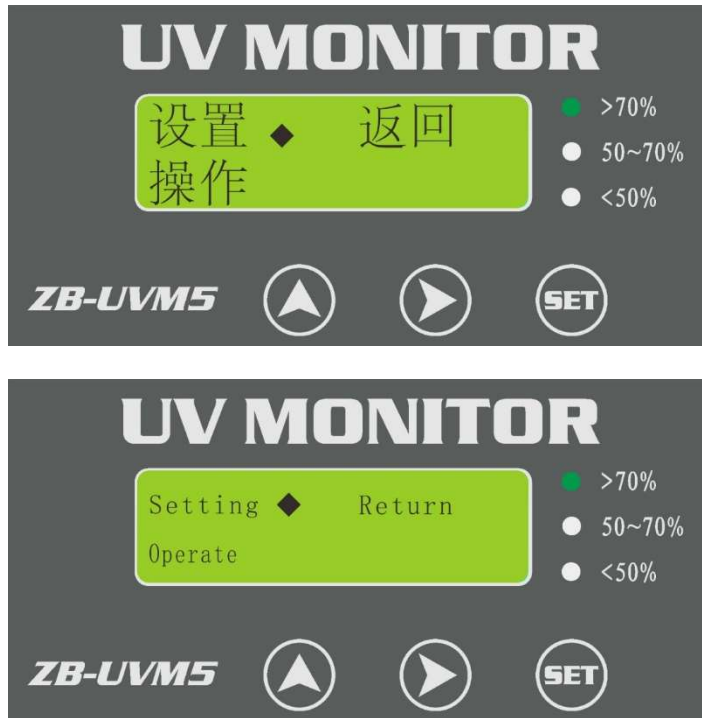 UV MONITOR
设置 ◆ 返回
操作
>70%
50~70%
<50%
ZB-UVM5
SET
UV MONITOR
Setting ◆ Return
Operate
>70%
50~70%
<50%
ZB-UVM5
SET